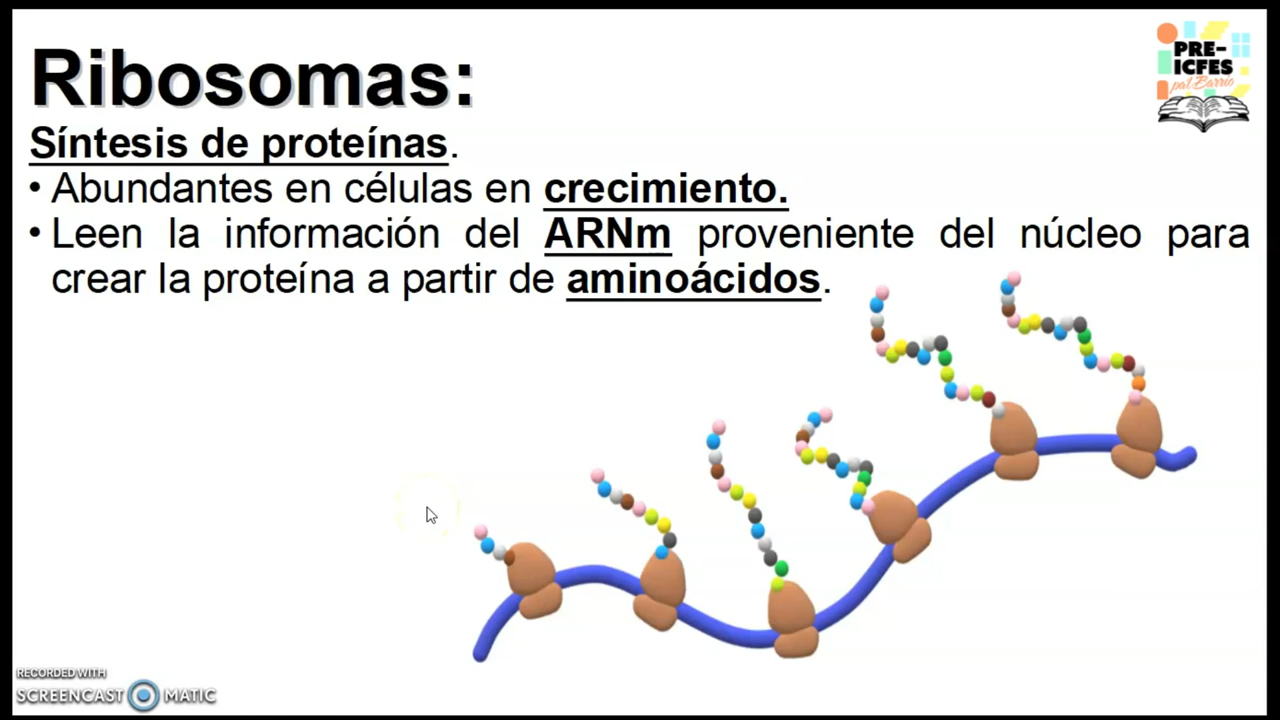 Ribosomas:
PRE-
ICFES
pa'l Barrio
Síntesis de proteínas.
• Abundantes en células en crecimiento.
• Leen la información del ARNm proveniente del núcleo para
crear la proteína a partir de aminoácidos.
RECORDED WITH
SCREENCAST MATIC